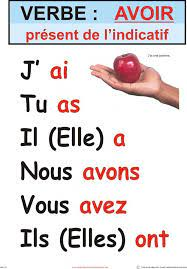 VERBE : AVOIR
présent de l'indicatif
J' ai
Tu as
Il (Elle) a
Nous avons
Vous avez
Ils (Elles) ont